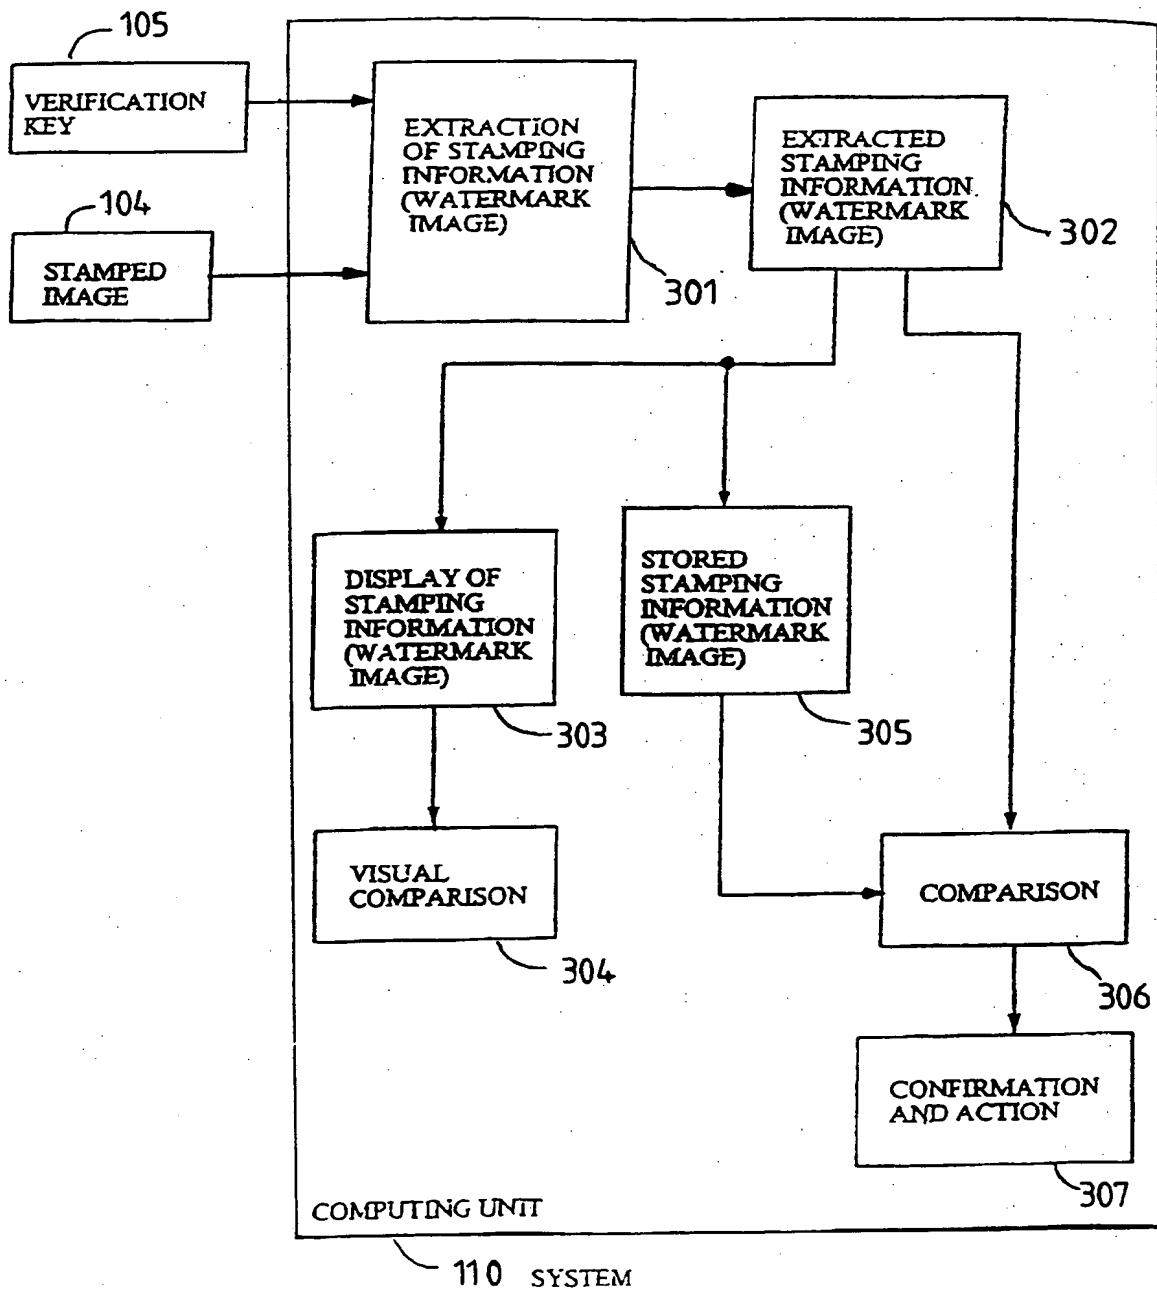 105
VERIFICATION
KEY
104
STAMPED
IMAGE
EXTRACTION
OF STAMPING
INFORMATION
(WATERMARK
IMAGE)
301
EXTRACTED
STAMPING
INFORMATION.
(WATERMARK
IMAGE)
302
DISPLAY OF
STAMPING
INFORMATION
(WATERMARK
IMAGE)
303
STORED
STAMPING
INFORMATION
(WATERMARK
IMAGE)
305
VISUAL
COMPARISON
304
COMPARISON
306
CONFIRMATION
AND ACTION
307
COMPUTING UNIT
110 SYSTEM